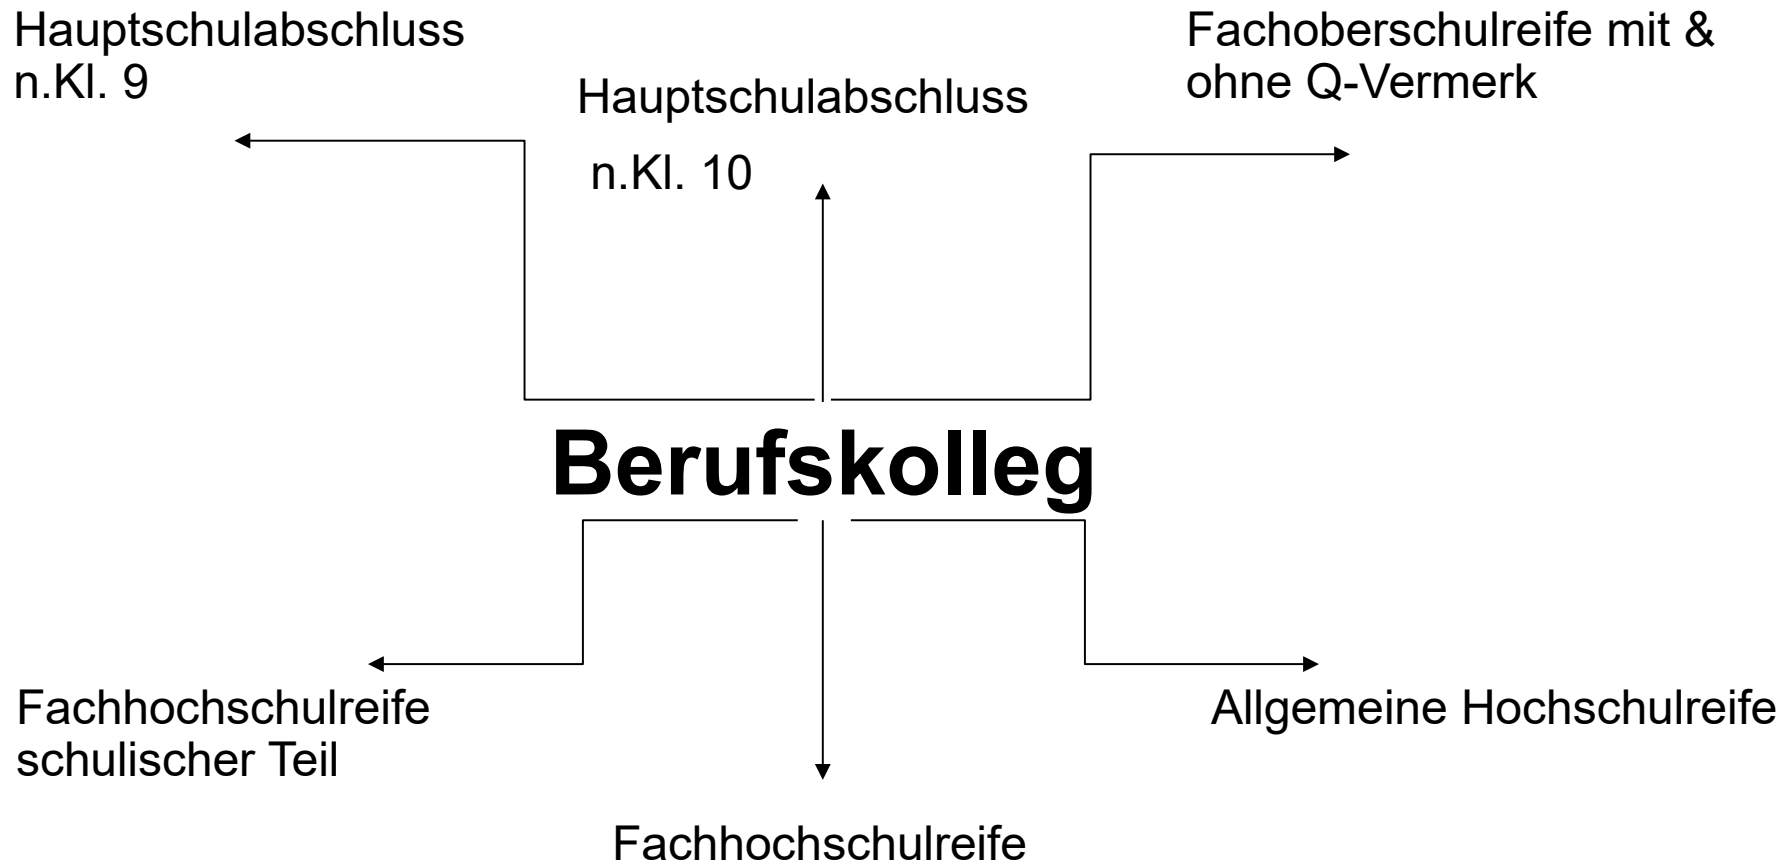 Hauptschulabschluss
n.Kl. 9
Hauptschulabschluss
n.Kl. 10
Fachoberschulreife mit &
ohne Q-Vermerk
Berufskolleg
Fachhochschulreife
schulischer Teil
Fachhochschulreife
Allgemeine Hochschulreife